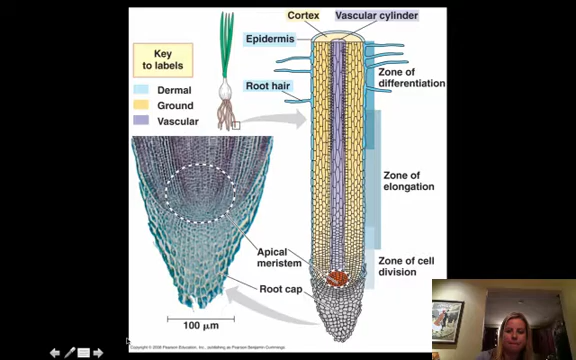 Cortex
Vascular cylinder
Epidermis
Key
to labels
Zone of
differentiation
Root hair
Dermal
Ground
Vascular
Zone of
elongation
Apical
meristem
Zone of cell
division
Root cap
100 µm
Copyright © 2008 Pearson Education, Inc., publishing as Pearson Benjamin Cummings.